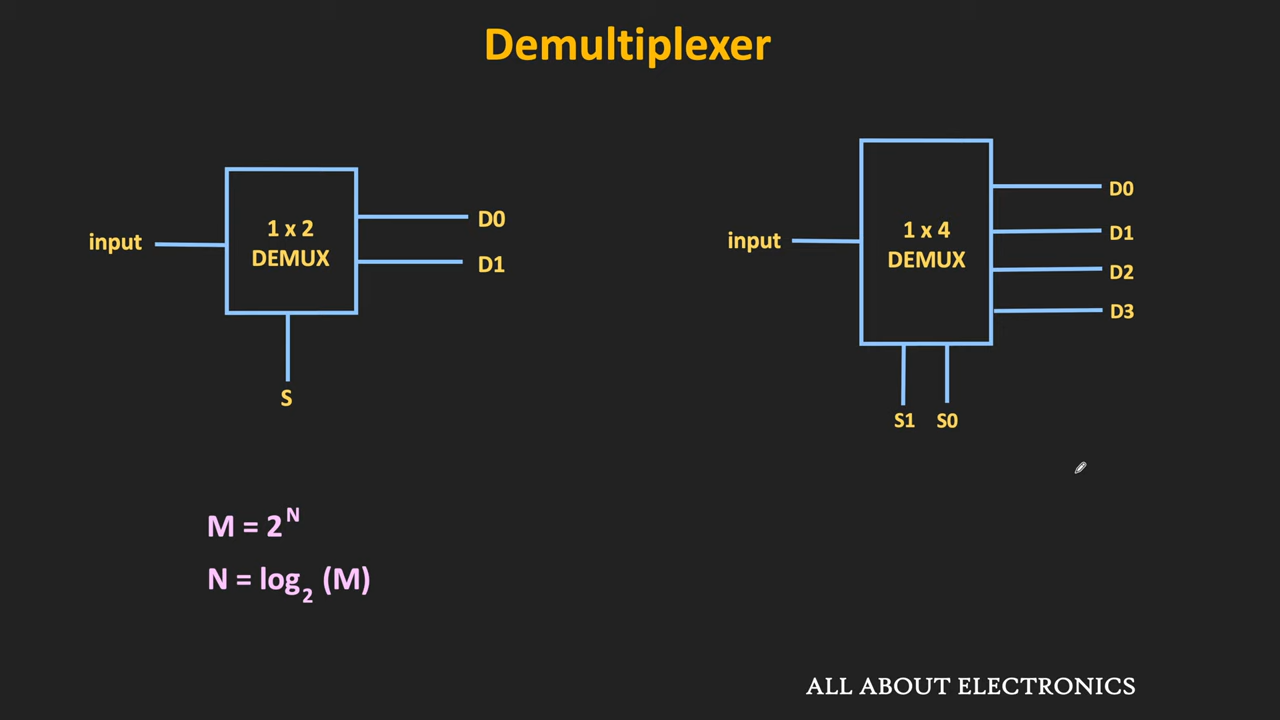 Demultiplexer
input
1 x 2
DEMUX
D0
D1
S
input
1 x 4
DEMUX
D0
D1
D2
D3
S1 S0
M = 2^N
N = log_2 (M)
ALL ABOUT ELECTRONICS